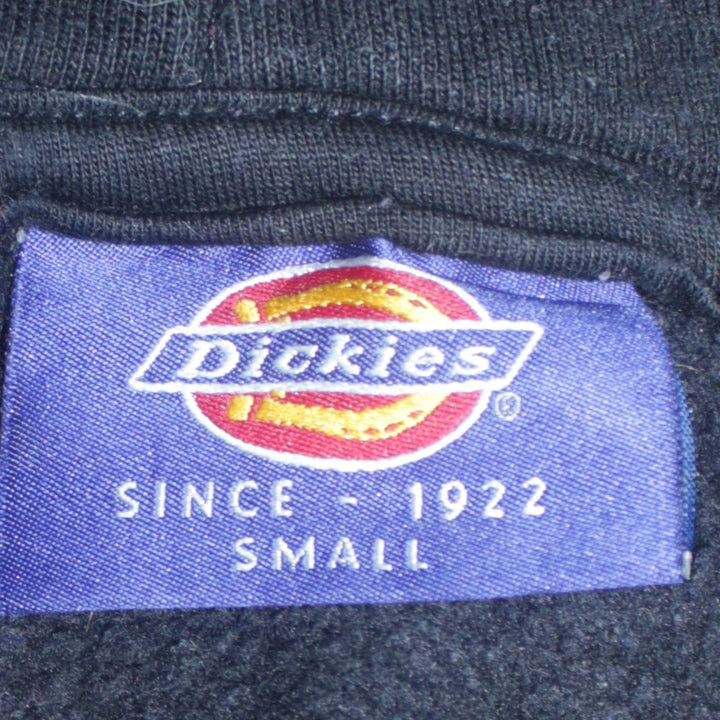 Dickies
®
SINCE - 1922
SMALL